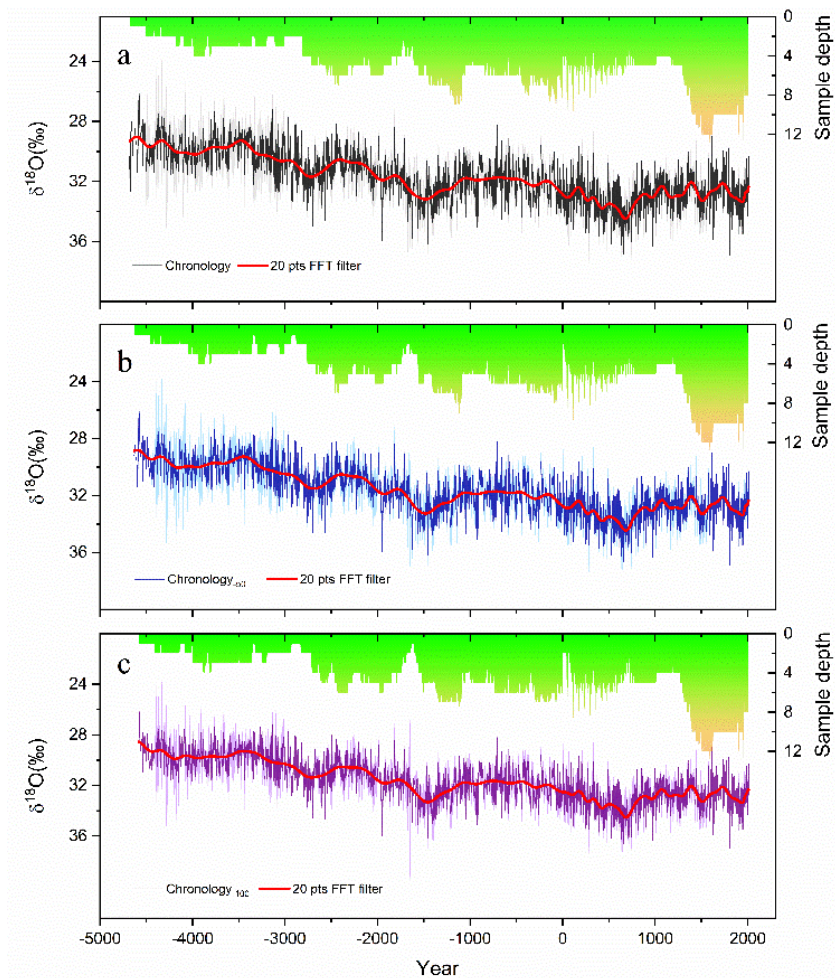 a
δ18O(‰)
24
28
32
36
0
4
8
12
Sample depth
Chronology
20 pts FFT filter
b
δ18O(‰)
24
28
32
36
0
4
8
12
Sample depth
20 pts FFT filter
c
δ18O(‰)
24
28
32
36
0
4
8
12
Sample depth
Chronology 100
20 pts FFT filter
-5000 -4000 -3000 -2000 -1000 0 1000 2000
Year